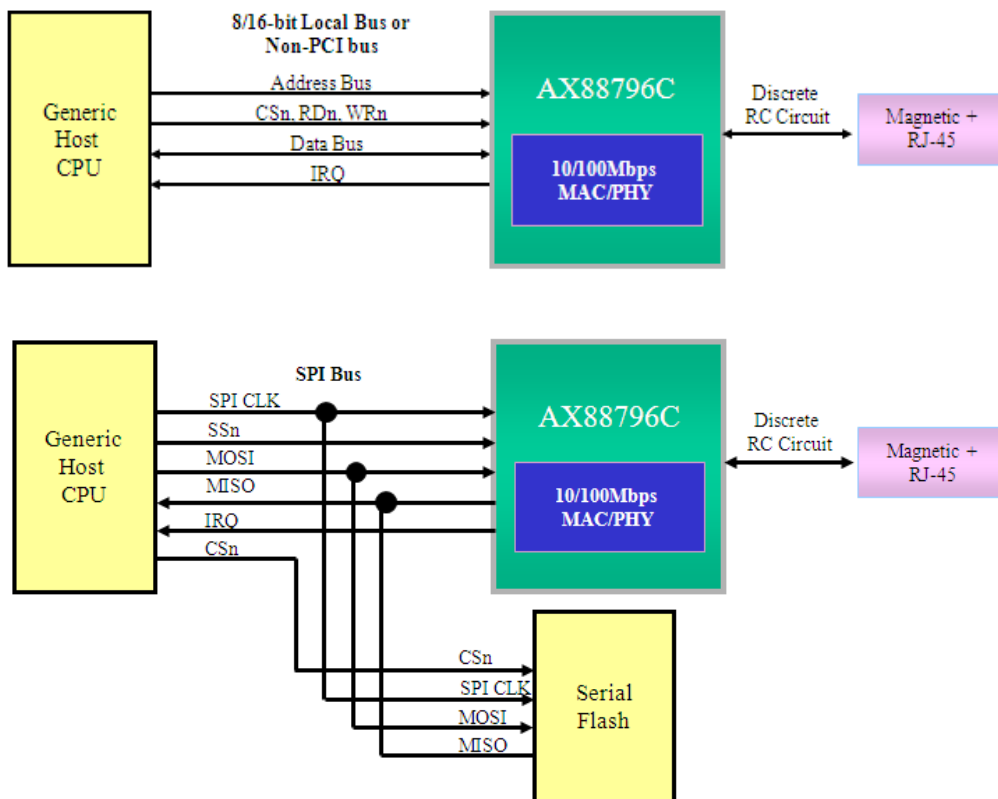 8/16-bit Local Bus or
Non-PCI bus
Generic
Host
CPU
Address Bus
CSn, RDn, WRn
Data Bus
IRQ
AX88796C
10/100Mbps
MAC/PHY
Discrete
RC Circuit
Magnetic +
RJ-45
SPI Bus
Generic
Host
CPU
SPI CLK
SSn
MOSI
MISO
IRQ
CSn
AX88796C
10/100Mbps
MAC/PHY
Discrete
RC Circuit
Magnetic +
RJ-45
CSn
SPI CLK
MOSI
MISO
Serial
Flash